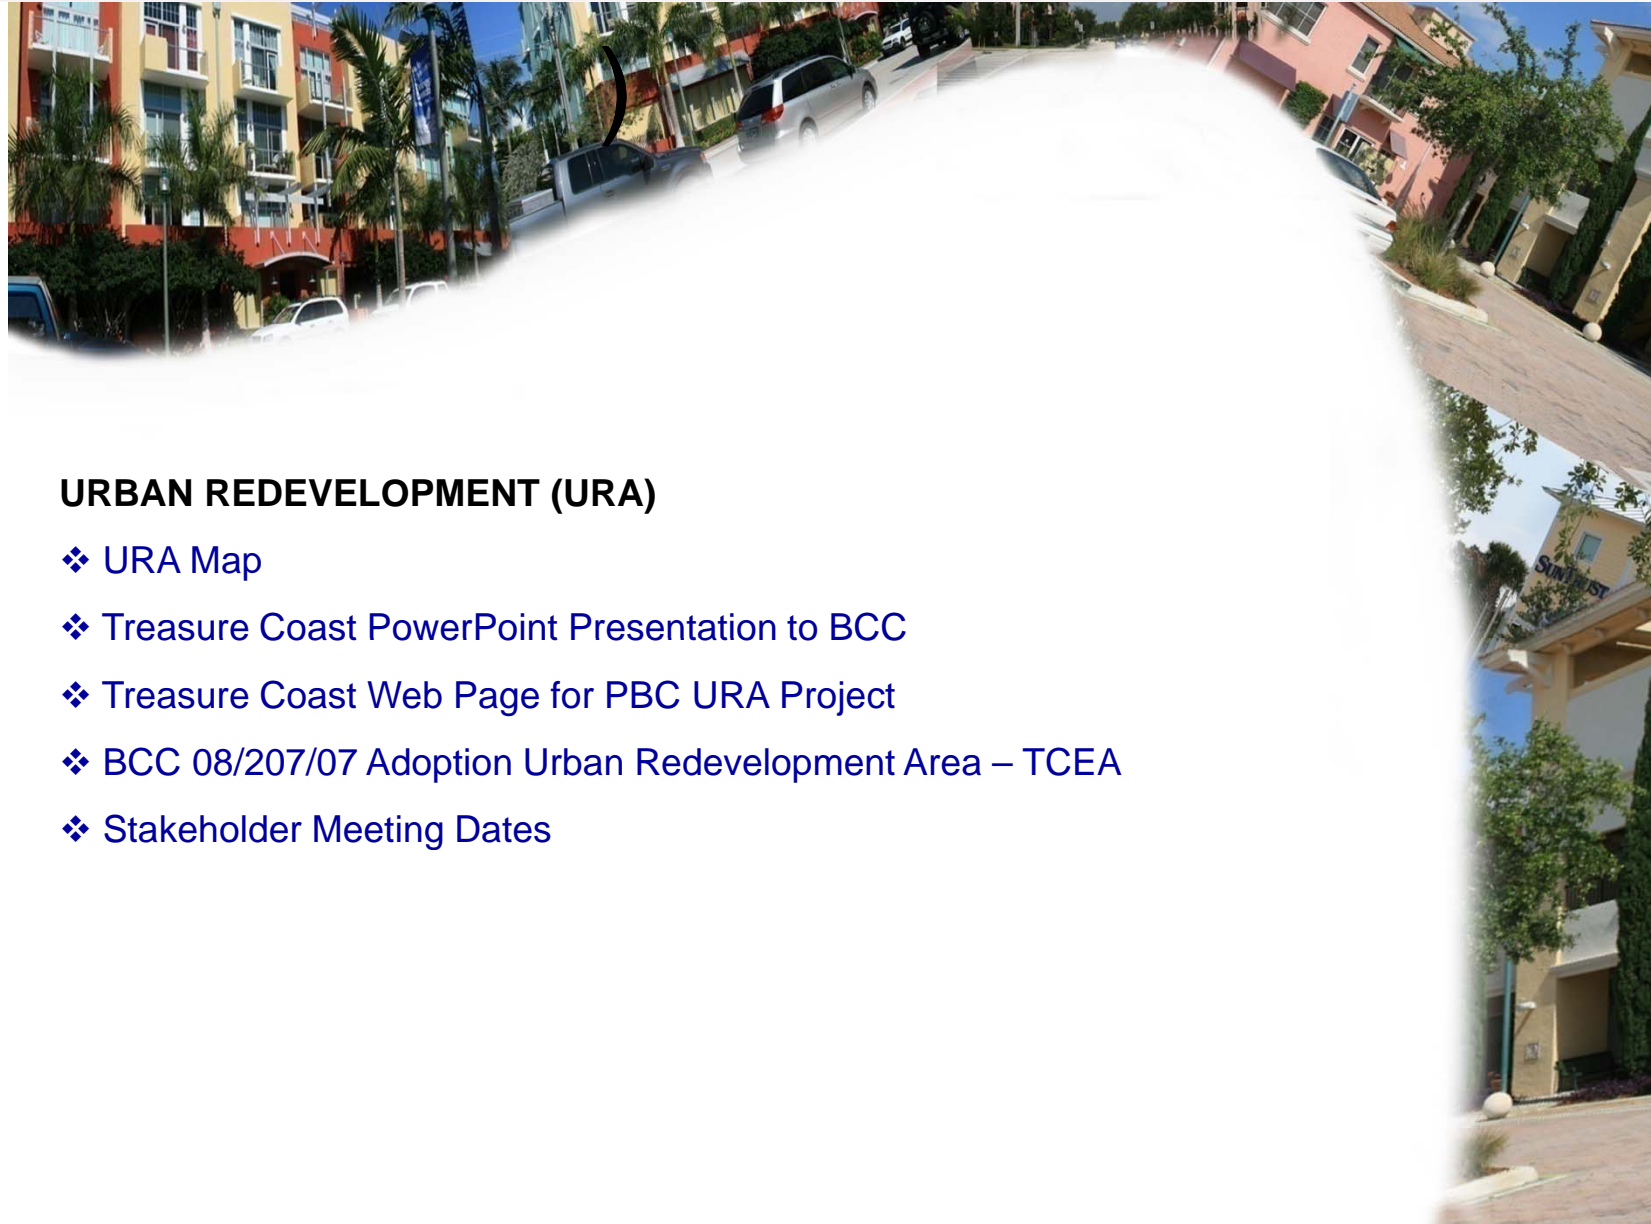 )
URBAN REDEVELOPMENT (URA)
❖ URA Map
❖ Treasure Coast PowerPoint Presentation to BCC
❖ Treasure Coast Web Page for PBC URA Project
❖ BCC 08/207/07 Adoption Urban Redevelopment Area – TCEA
❖ Stakeholder Meeting Dates
SUNTRUST